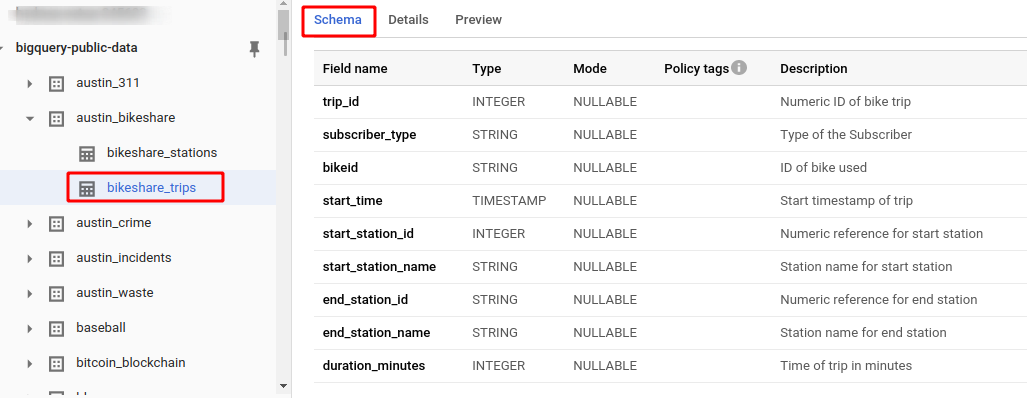 bigquery-public-data
austin_311
austin_bikeshare
bikeshare_stations
bikeshare_trips
austin_crime
austin_incidents
austin_waste
baseball
bitcoin_blockchain
Schema Details Preview
Field name Type Mode Policy tags Description
trip_id INTEGER NULLABLE Numeric ID of bike trip
subscriber_type STRING NULLABLE Type of the Subscriber
bikeid STRING NULLABLE ID of bike used
start_time TIMESTAMP NULLABLE Start timestamp of trip
start_station_id INTEGER NULLABLE Numeric reference for start station
start_station_name STRING NULLABLE Station name for start station
end_station_id STRING NULLABLE Numeric reference for end station
end_station_name STRING NULLABLE Station name for end station
duration_minutes INTEGER NULLABLE Time of trip in minutes